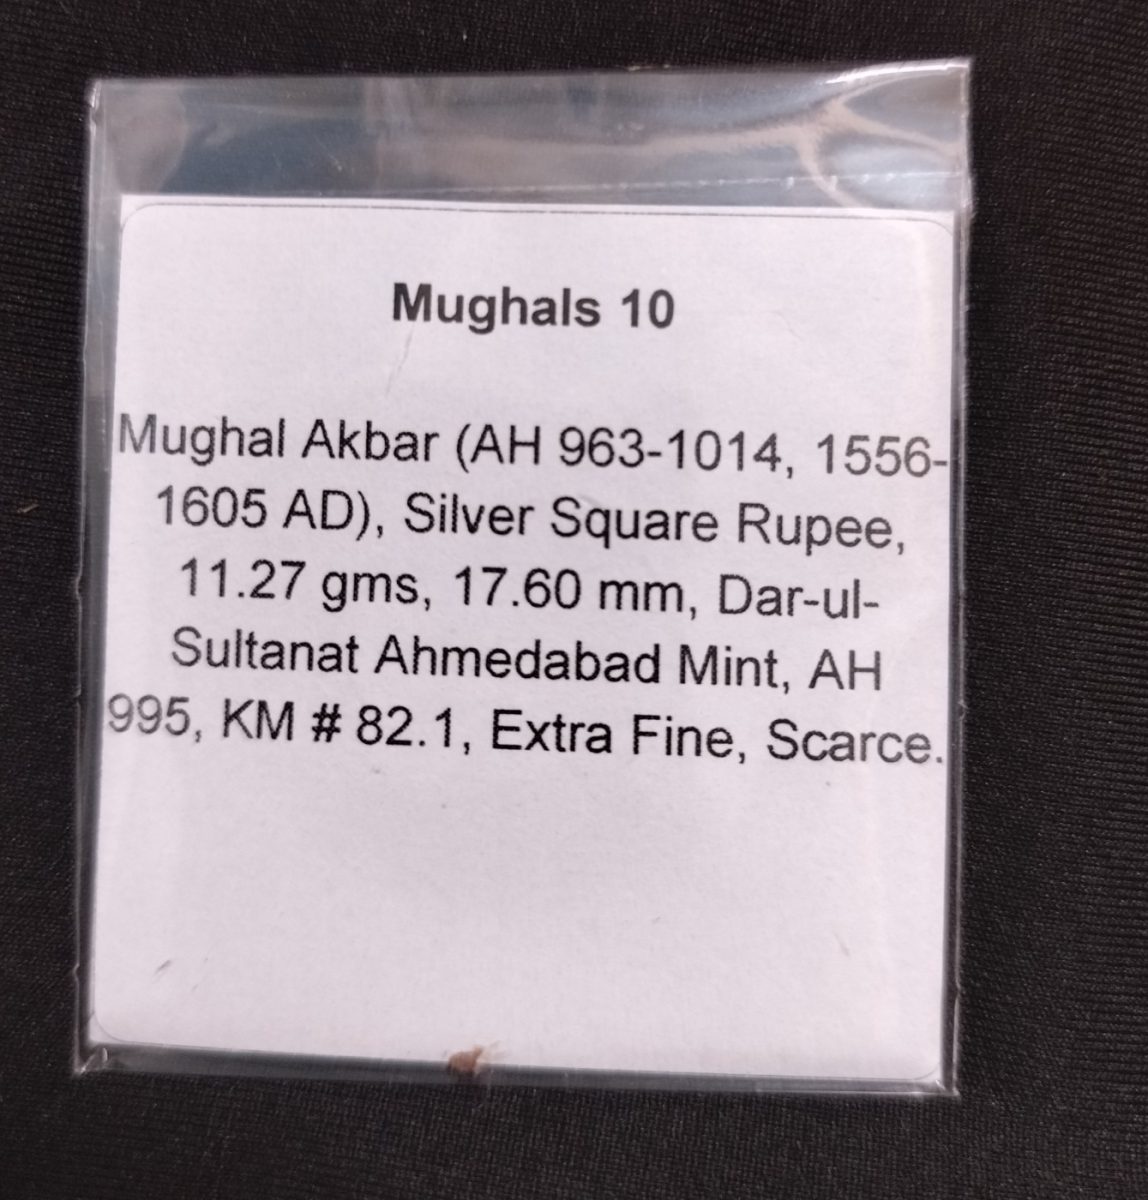 Mughals 10
Mughal Akbar (AH 963-1014, 1556-
1605 AD), Silver Square Rupee,
11.27 gms, 17.60 mm, Dar-ul-
Sultanat Ahmedabad Mint, AH
995, KM # 82.1, Extra Fine, Scarce.